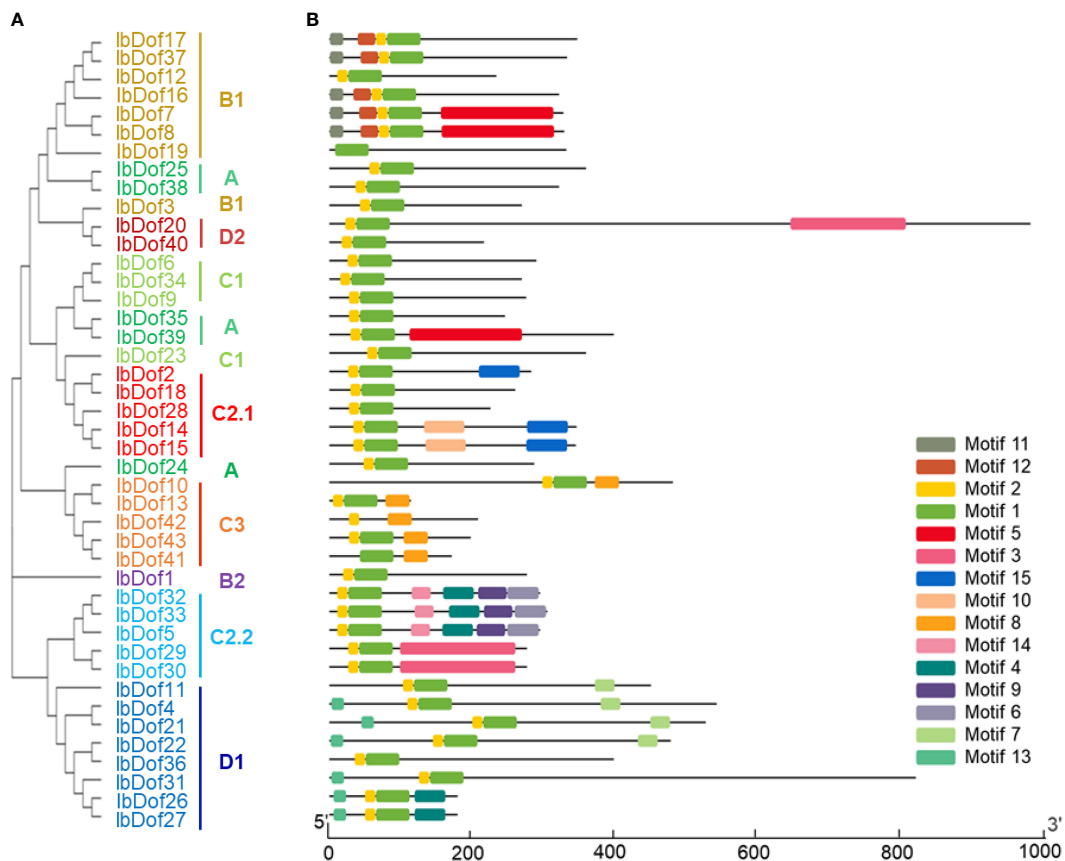 A
B
IbDof17
IbDof37
IbDof12
IbDof16
IbDof7
IbDof8
IbDof19
B1
IbDof25
IbDof38
A
IbDof3
B1
IbDof20
IbDof40
D2
IbDof6
IbDof34
IbDof9
C1
IbDof35
IbDof39
A
IbDof23
C1
IbDof2
IbDof18
IbDof28
IbDof14
IbDof15
C2.1
IbDof24
A
IbDof10
IbDof13
IbDof42
IbDof43
IbDof41
C3
IbDof1
B2
IbDof32
IbDof33
IbDof5
IbDof29
IbDof30
C2.2
IbDof11
IbDof4
IbDof21
IbDof22
IbDof36
IbDof31
IbDof26
IbDof27
D1
Motif 11
Motif 12
Motif 2
Motif 1
Motif 5
Motif 3
Motif 15
Motif 10
Motif 8
Motif 14
Motif 4
Motif 9
Motif 6
Motif 7
Motif 13
5' 3'
0 200 400 600 800 1000